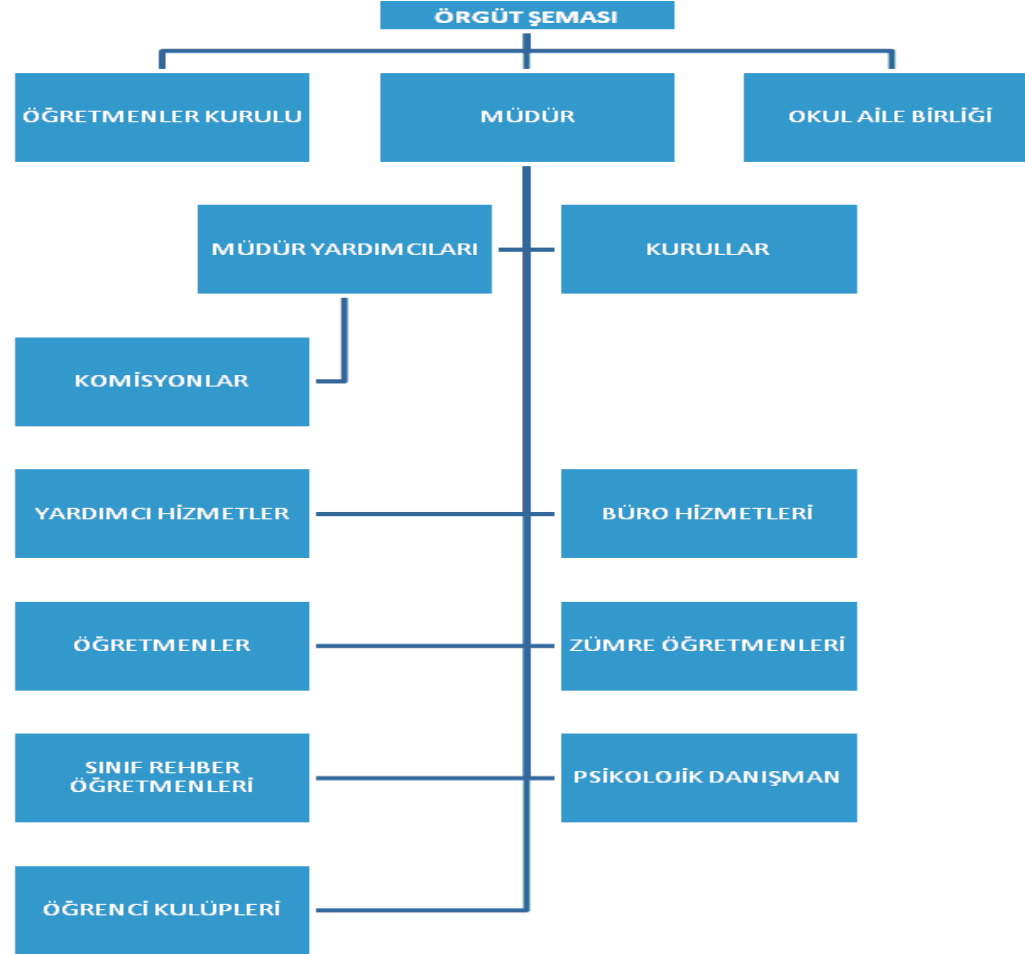 ÖRGÜT ŞEMASI
ÖĞRETMENLER KURULU
MÜDÜR
OKUL AİLE BİRLİĞİ
MÜDÜR YARDIMCILARI
KURULLAR
KOMİSYONLAR
YARDIMCI HİZMETLER
BÜRO HİZMETLERİ
ÖĞRETMENLER
ZÜMRE ÖĞRETMENLERİ
SINIF REHBER
ÖĞRETMENLERİ
PSİKOLOJİK DANIŞMAN
ÖĞRENCİ KULÜPLERİ